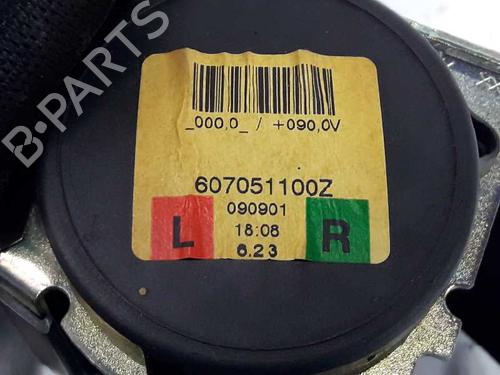 B-PARTS
_000,0_ / +090,0V
607051100Z
090901
L
18:08
R
6.23